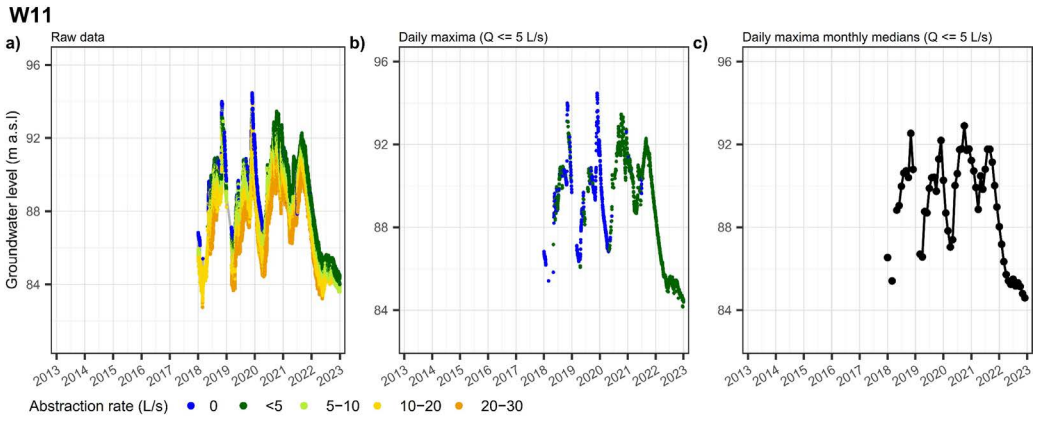 W11
a) Raw data
b) Daily maxima (Q <= 5 L/s)
c) Daily maxima monthly medians (Q <= 5 L/s)
Groundwater level (m a.s.l)
96
92
88
84
2013 2014 2015 2016 2017 2018 2019 2020 2021 2022 2023
96
92
88
84
2013 2014 2015 2016 2017 2018 2019 2020 2021 2022 2023
96
92
88
84
2013 2014 2015 2016 2017 2018 2019 2020 2021 2022 2023
Abstraction rate (L/s) 0 <5 5−10 10−20 20−30